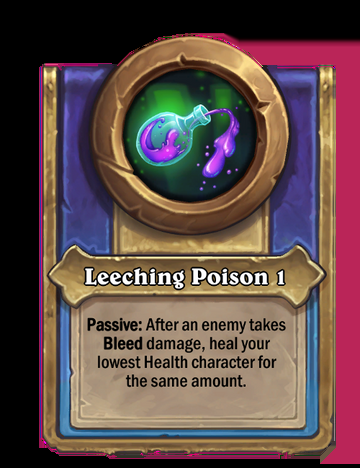 Leeching Poison 1
Passive: After an enemy takes
Bleed damage, heal your
lowest Health character for
the same amount.